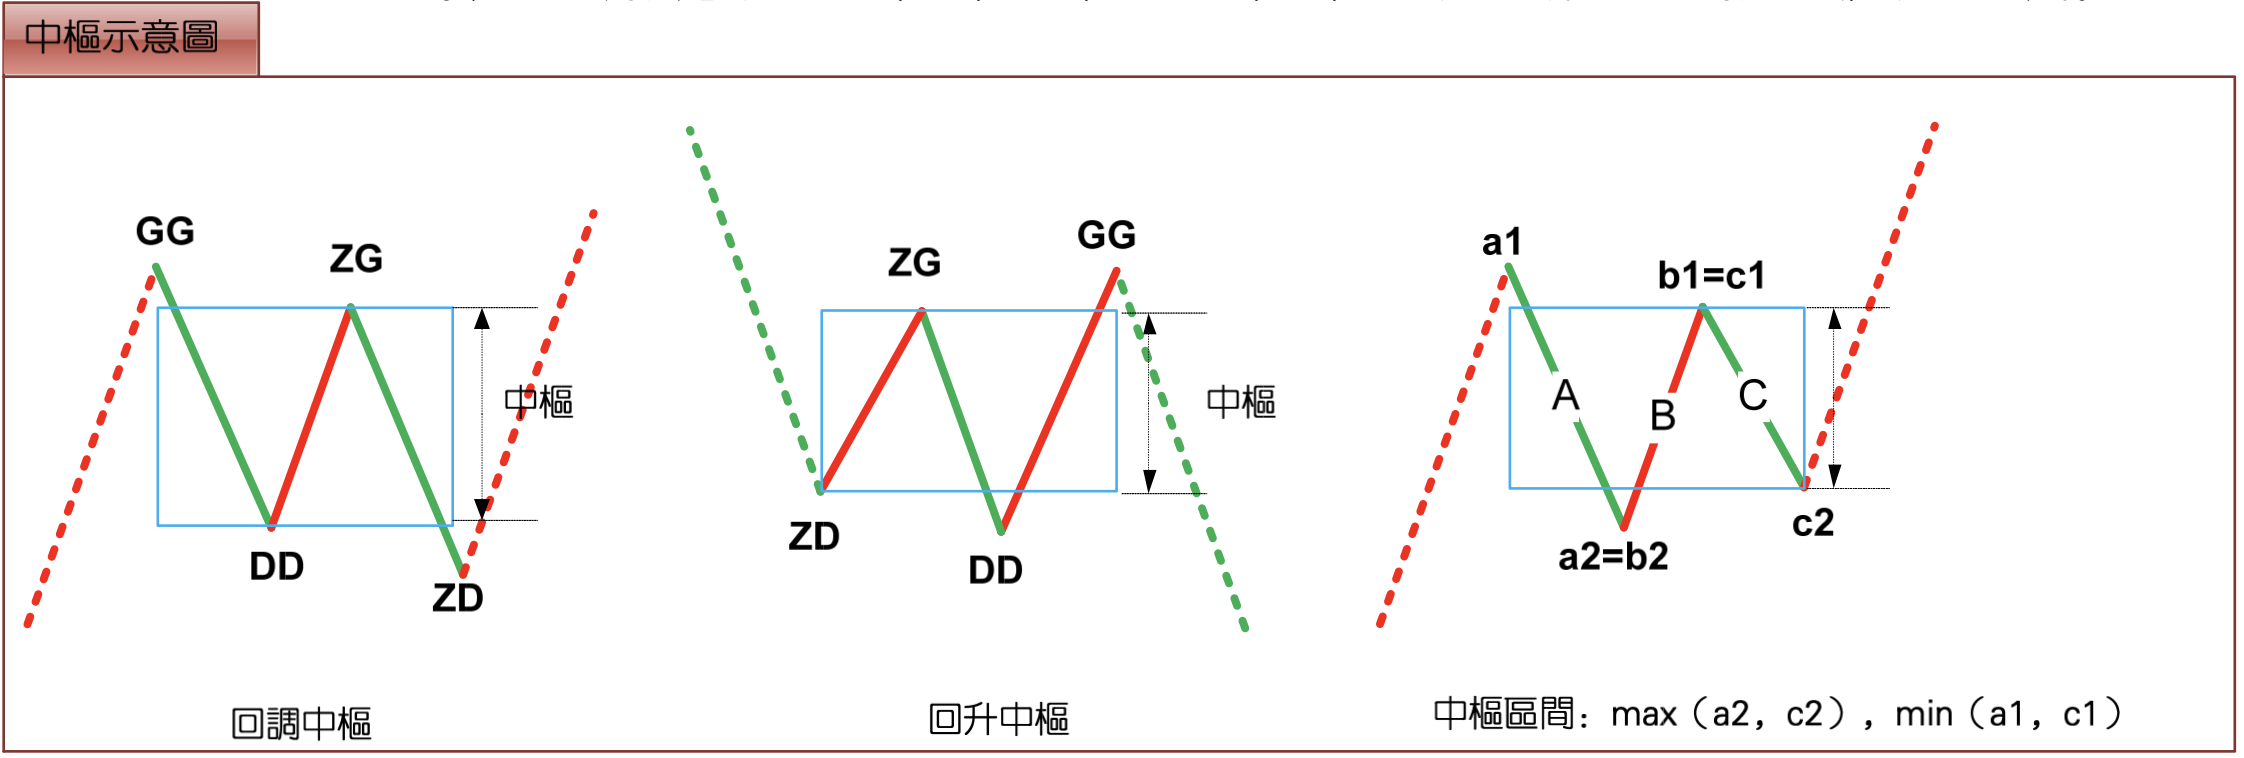 中樞示意圖
GG
ZG
DD
ZD
中樞
回調中樞
ZG
GG
ZD
DD
中樞
回升中樞
a1
b1=c1
A
B
C
a2=b2
c2
中樞區間：max（a2，c2），min（a1，c1）